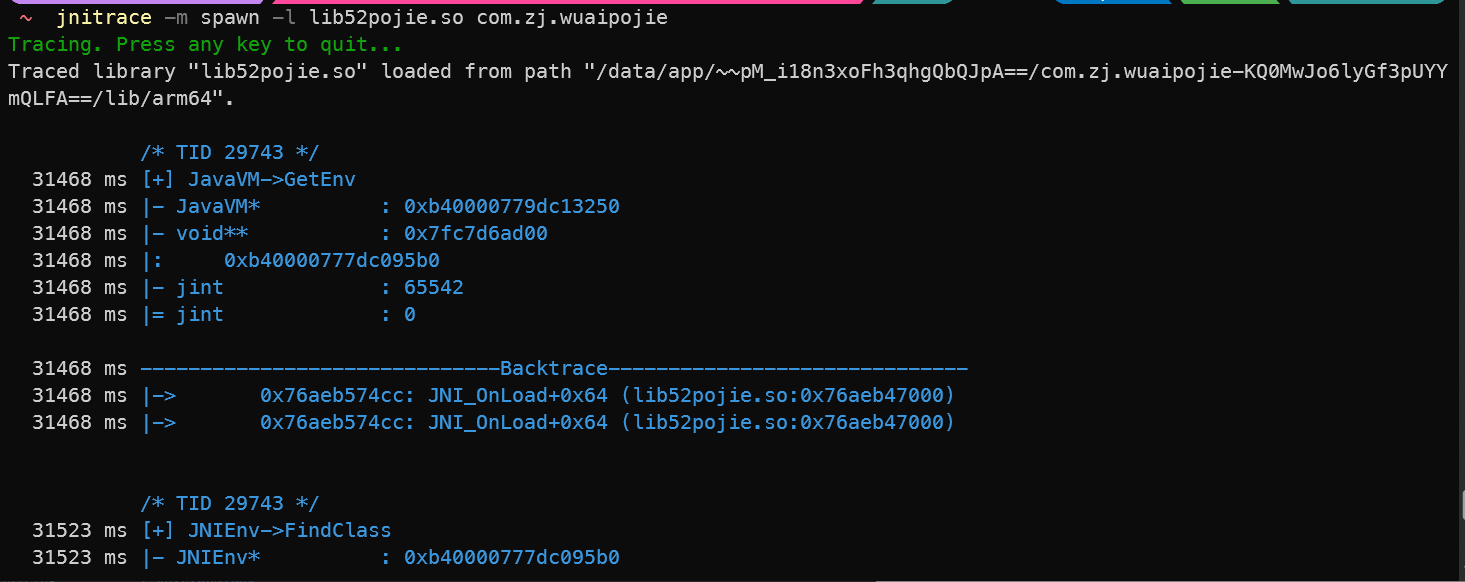 ~ jnitrace -m spawn -l lib52pojie.so com.zj.wuaipojie
Tracing. Press any key to quit...
Traced library "lib52pojie.so" loaded from path "/data/app/~~pM_i18n3xoFh3qhgQbQJpA==/com.zj.wuaipojie-KQ0MwJo6lyGf3pUYY
mQLFA==/lib/arm64".
/* TID 29743 */
31468 ms [+] JavaVM->GetEnv
31468 ms |- JavaVM* : 0xb40000779dc13250
31468 ms |- void** : 0x7fc7d6ad00
31468 ms |: 0xb40000777dc095b0
31468 ms |- jint : 65542
31468 ms |= jint : 0
31468 ms ------------------------------Backtrace------------------------------
31468 ms |-> 0x76aeb574cc: JNI_OnLoad+0x64 (lib52pojie.so:0x76aeb47000)
31468 ms |-> 0x76aeb574cc: JNI_OnLoad+0x64 (lib52pojie.so:0x76aeb47000)
/* TID 29743 */
31523 ms [+] JNIEnv->FindClass
31523 ms |- JNIEnv* : 0xb40000777dc095b0